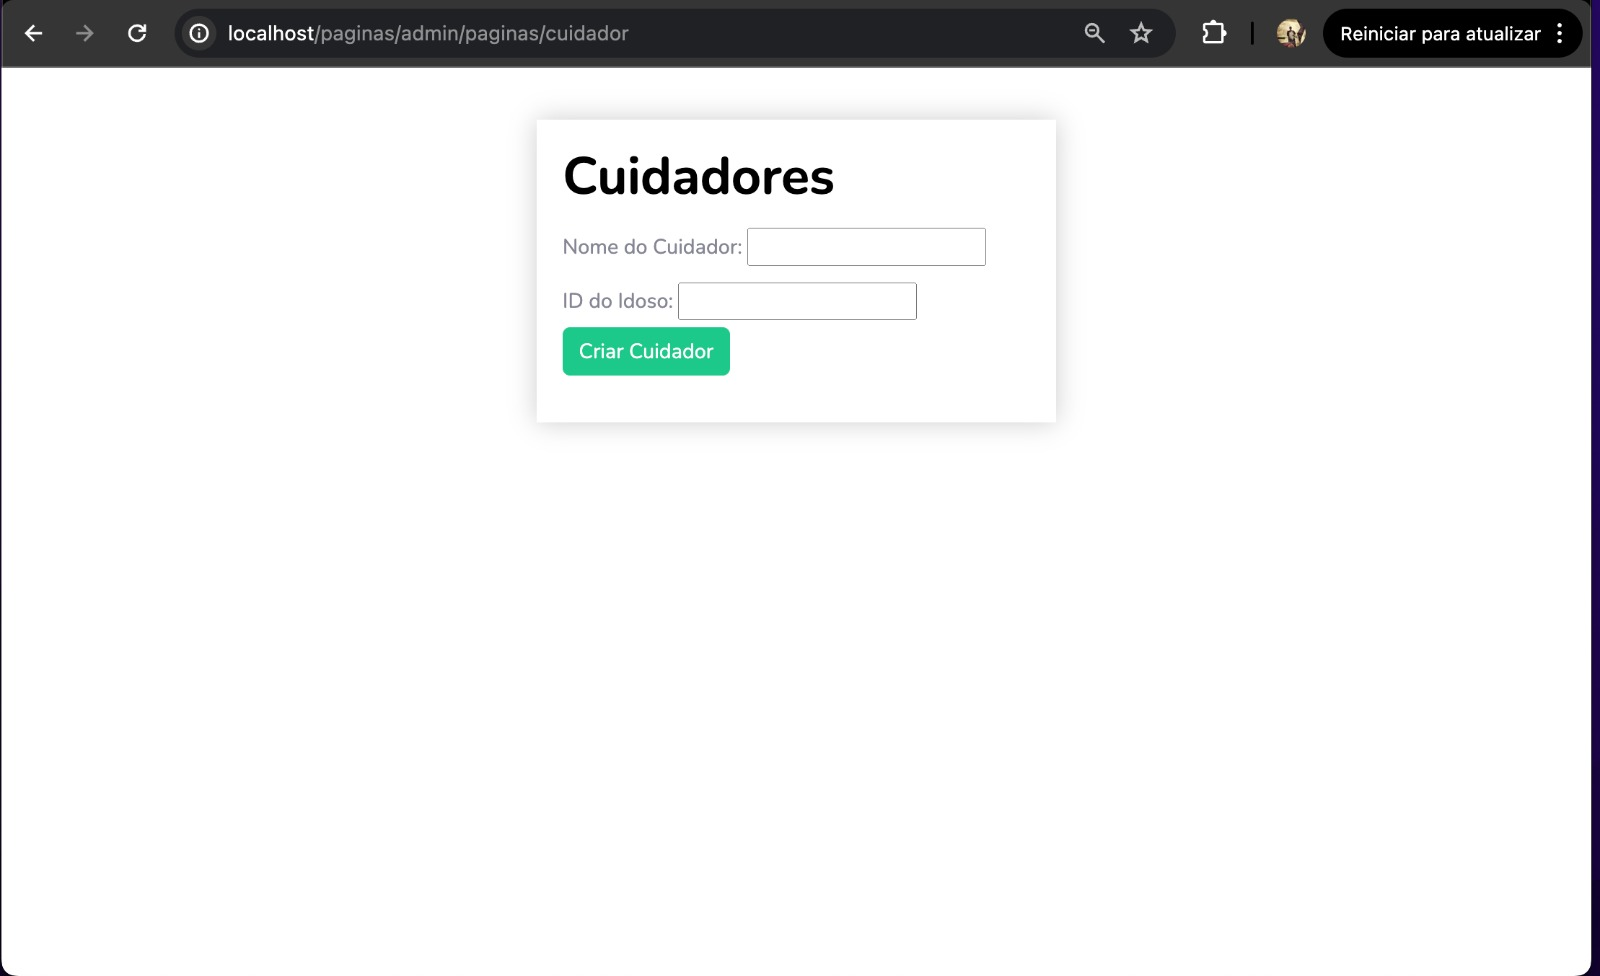 localhost/paginas/admin/paginas/cuidador
Reiniciar para atualizar
Cuidadores
Nome do Cuidador:
ID do Idoso:
Criar Cuidador